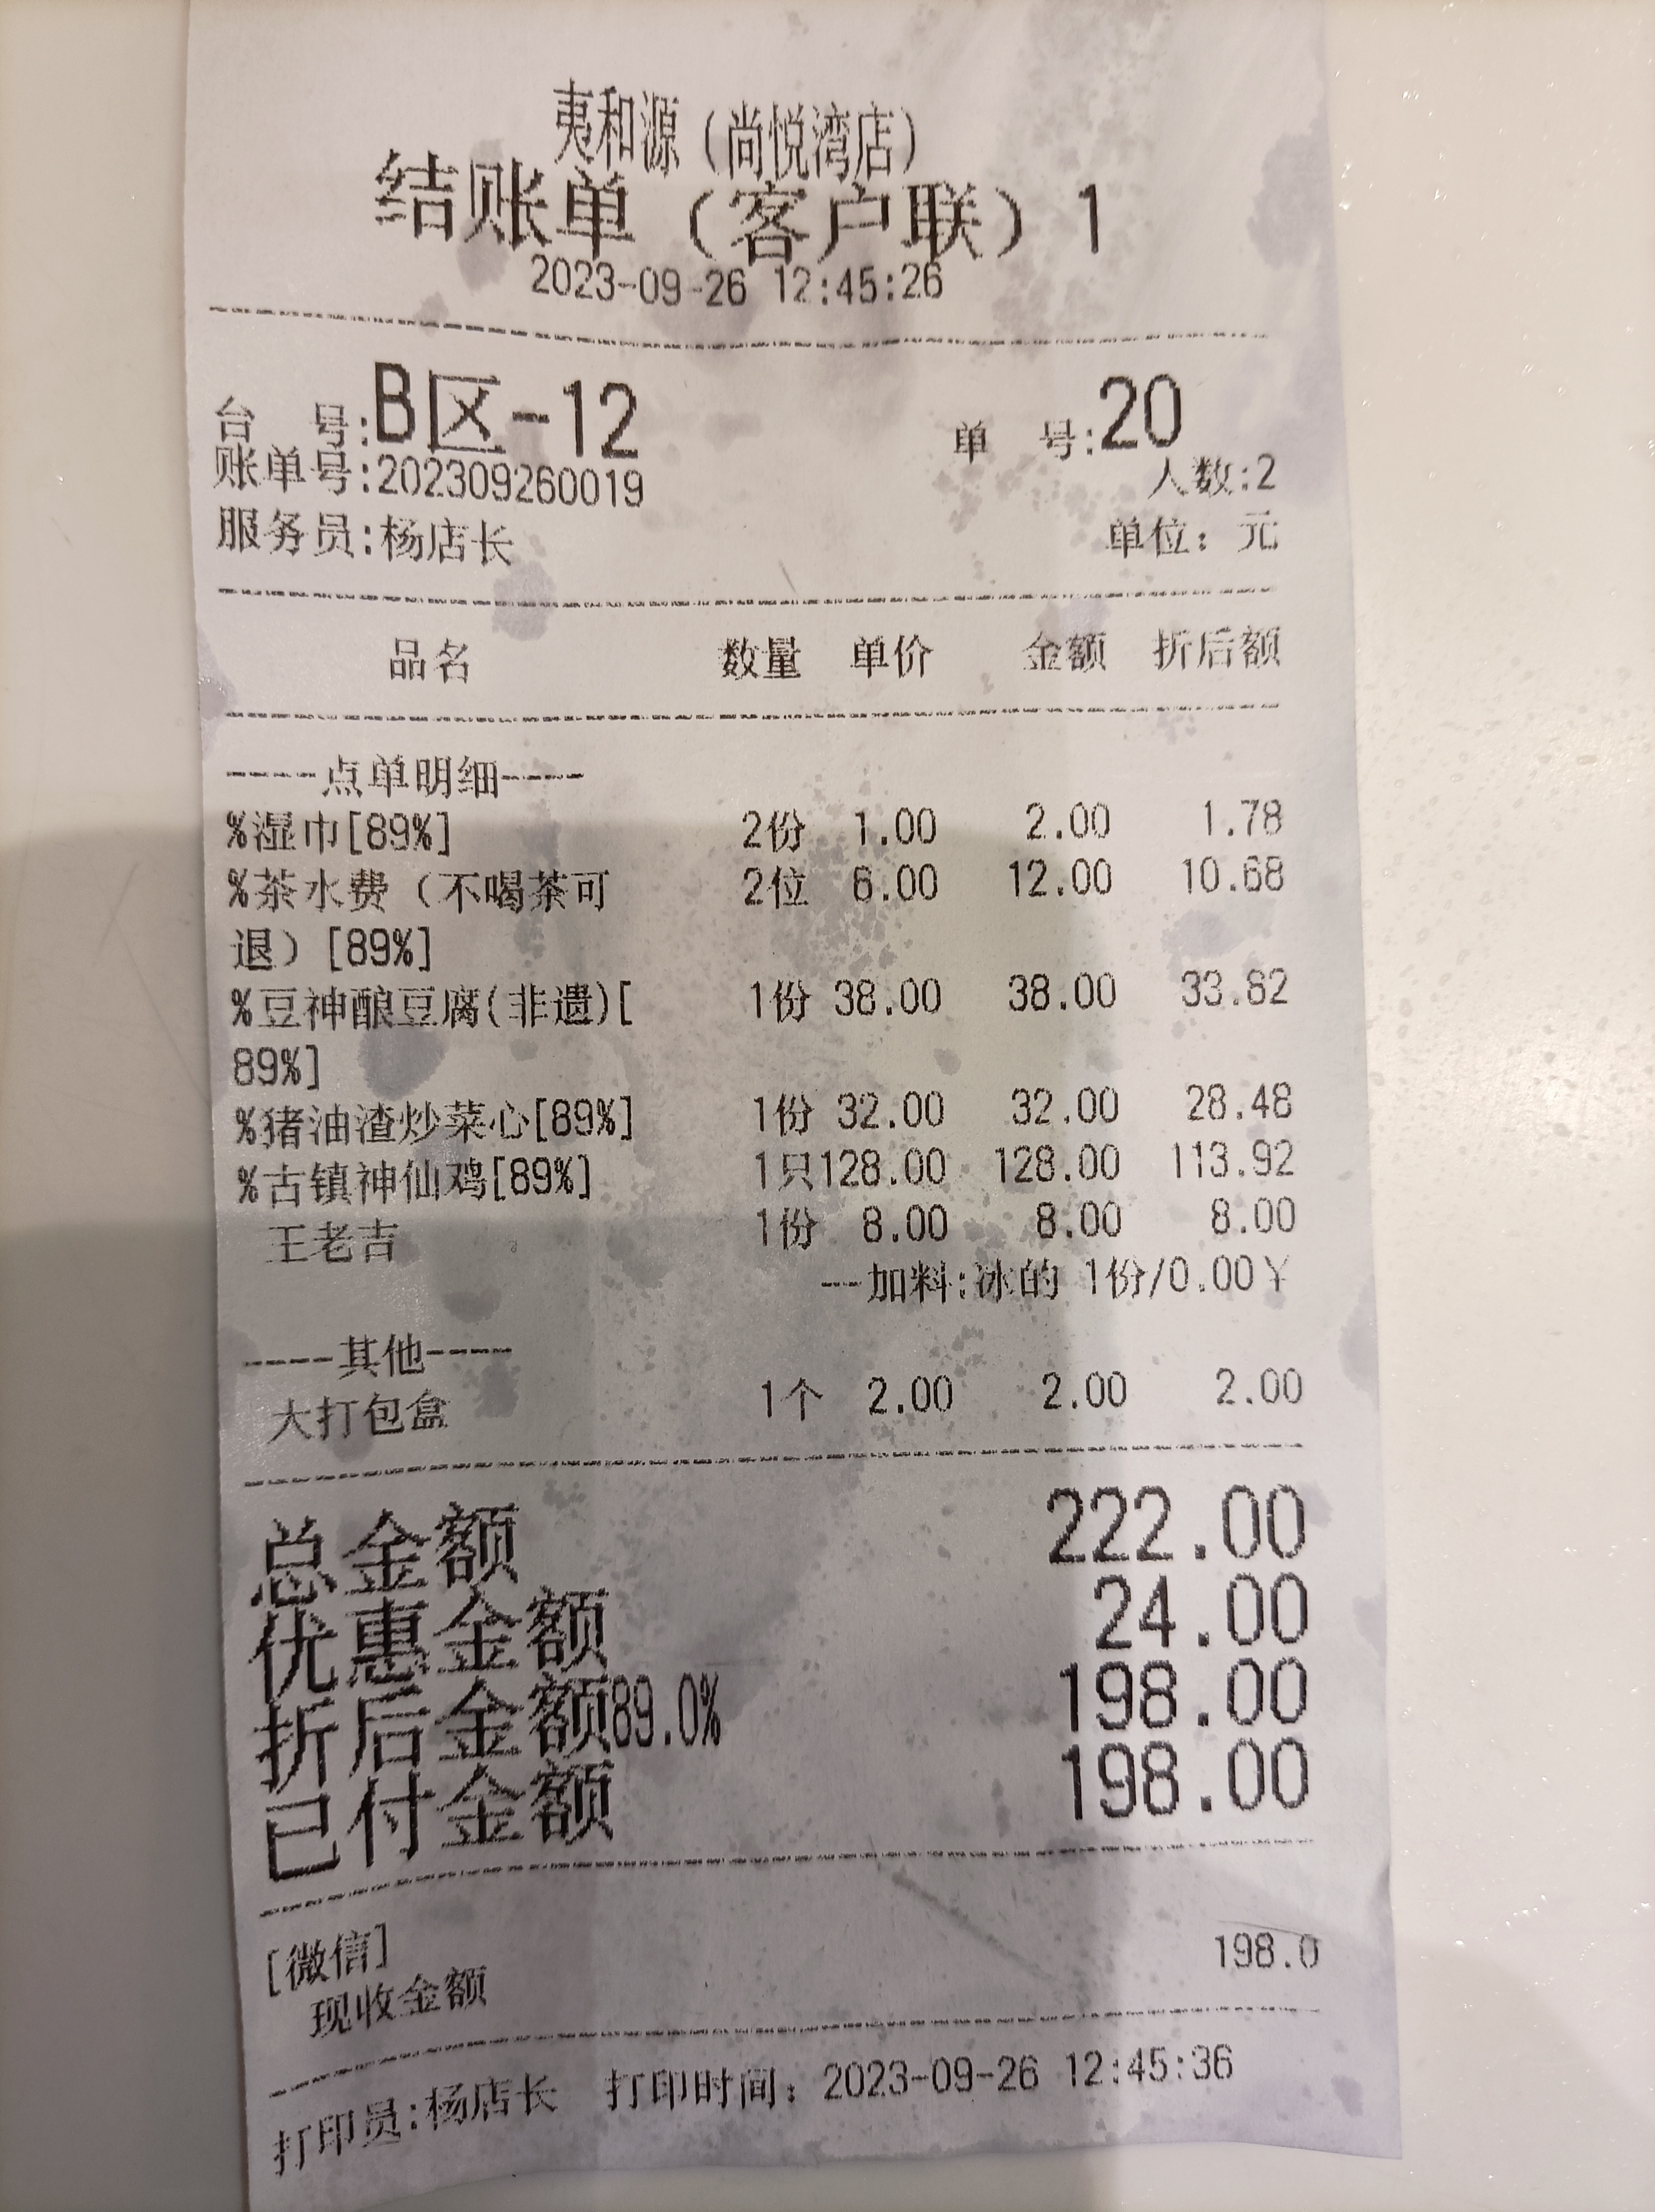 夷和源（尚悦湾店）
结账单（客户联）1
2023-09-26 12:45:26
台 号:B区-12 单 号:20
账单号:202309260019 人数:2
服务员:杨店长 单位：元
品名 数量 单价 金额 折后额
----点单明细----
%湿巾[89%] 2份 1.00 2.00 1.78
%茶水费（不喝茶可 2位 6.00 12.00 10.68
退）[89%]
%豆神酿豆腐(非遗)[ 1份 38.00 38.00 33.82
89%]
%猪油渣炒菜心[89%] 1份 32.00 32.00 28.48
%古镇神仙鸡[89%] 1只128.00 128.00 113.92
王老吉 1份 8.00 8.00 8.00
--加料:冰的 1份/0.00¥
----其他----
大打包盒 1个 2.00 2.00 2.00
总金额 222.00
优惠金额 24.00
折后金额89.0% 198.00
已付金额 198.00
[微信] 198.0
现收金额
打印员:杨店长 打印时间：2023-09-26 12:45:36